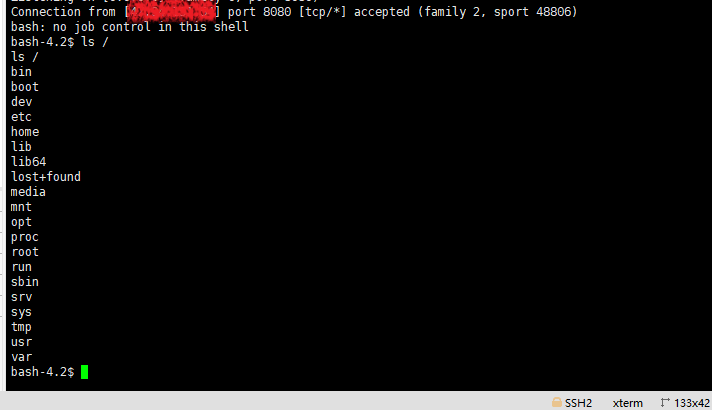 Connection from [ ] port 8080 [tcp/*] accepted (family 2, sport 48806)
bash: no job control in this shell
bash-4.2$ ls /
ls /
bin
boot
dev
etc
home
lib
lib64
lost+found
media
mnt
opt
proc
root
run
sbin
srv
sys
tmp
usr
var
bash-4.2$
SSH2 xterm 133x42